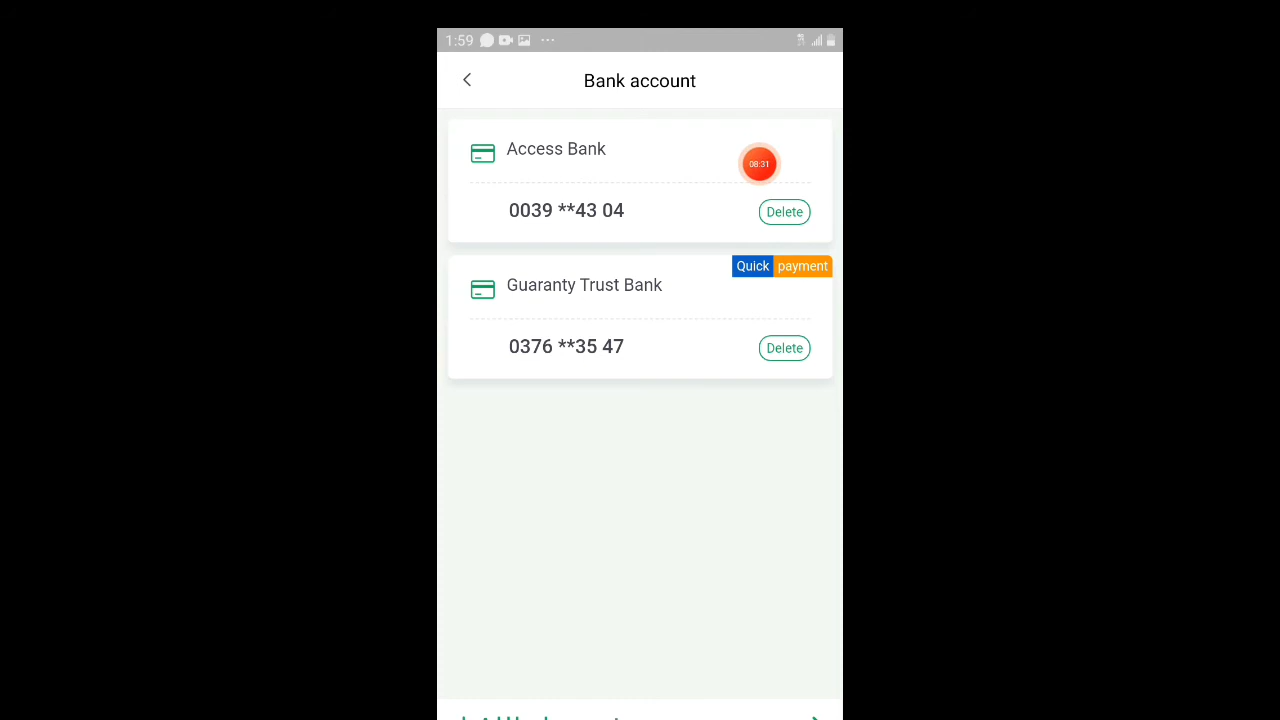 1:59
Bank account
Access Bank
08:31
0039 **43 04
Delete
Quick payment
Guaranty Trust Bank
0376 **35 47
Delete